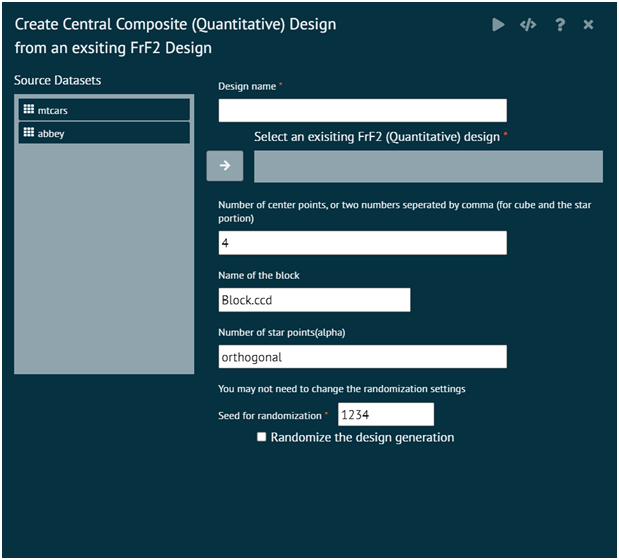 Create Central Composite (Quantitative) Design
from an exsiting FrF2 Design
Source Datasets
mtcars
abbey
Design name *
Select an exisiting FrF2 (Quantitative) design *
Number of center points, or two numbers seperated by comma (for cube and the star
portion)
4
Name of the block
Block.ccd
Number of star points(alpha)
orthogonal
You may not need to change the randomization settings
Seed for randomization * 1234
Randomize the design generation